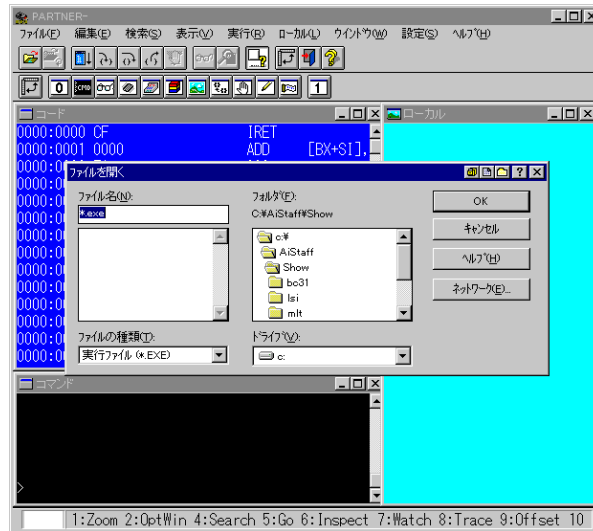 PARTNER-
ﾌｧｲﾙ(F) 編集(E) 検索(S) 表示(V) 実行(R) ﾛｰｶﾙ(L) ｳｲﾝﾄﾞｳ(W) 設定(S) ﾍﾙﾌﾟ(H)
0 CMD 1
コード
0000:0000 CF IRET
0000:0001 0000 ADD [BX+SI],
ローカル
ﾌｧｲﾙを開く
ﾌｧｲﾙ名(N):
*.exe
ﾌｫﾙﾀﾞ(F):
C:¥AiStaff¥Show
c:¥
AiStaff
Show
bc31
lsi
mlt
OK
ｷｬﾝｾﾙ
ﾍﾙﾌﾟ(H)
ﾈｯﾄﾜｰｸ(E)...
ﾌｧｲﾙの種類(T):
実行ﾌｧｲﾙ (*.EXE)
ﾄﾞﾗｲﾌﾞ(V):
c:
コマンド
>
1:Zoom 2:OptWin 4:Search 5:Go 6:Inspect 7:Watch 8:Trace 9:Offset 10